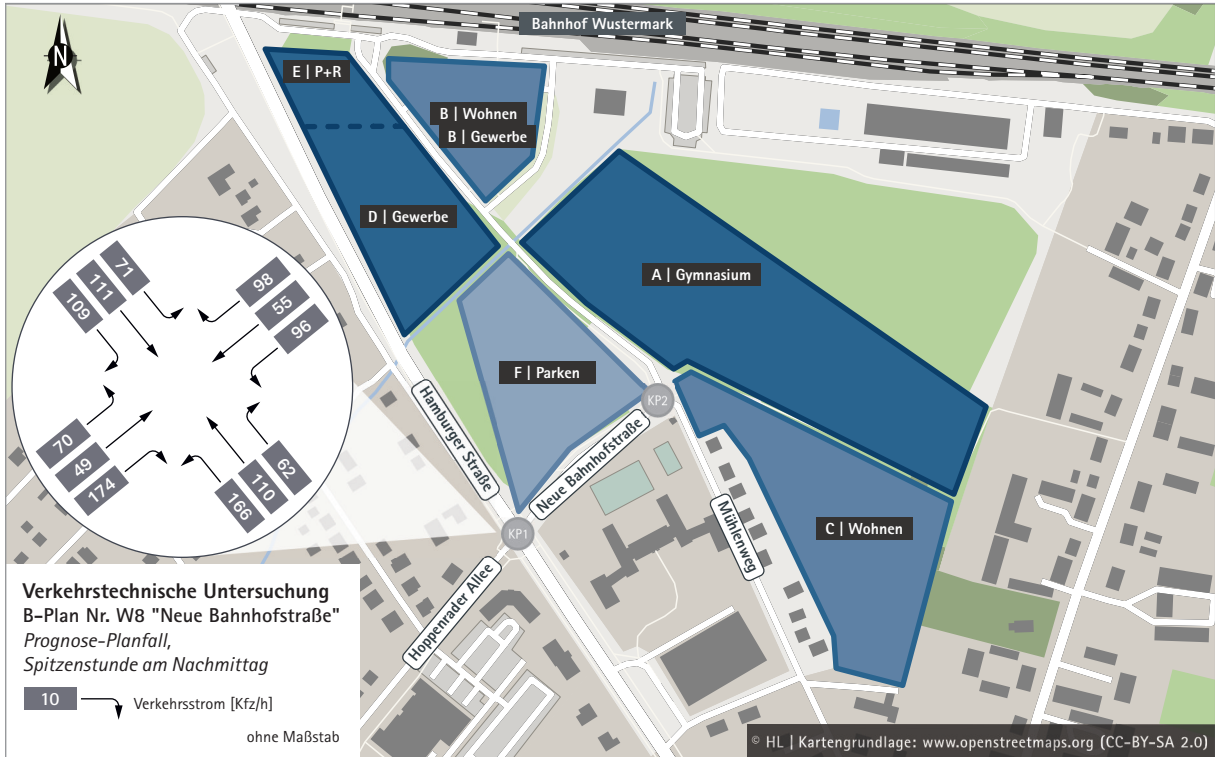 Bahnhof Wustermark
N
E | P+R
B | Wohnen
B | Gewerbe
D | Gewerbe
A | Gymnasium
F | Parken
C | Wohnen
KP2
KP1
Hamburger Straße
Neue Bahnhofstraße
Mühlenweg
Hoppenrader Allee
109
111
71
98
55
96
70
49
174
166
110
62
Verkehrstechnische Untersuchung
B-Plan Nr. W8 "Neue Bahnhofstraße"
Prognose-Planfall,
Spitzenstunde am Nachmittag
10 Verkehrsstrom [Kfz/h]
ohne Maßstab
© HL | Kartengrundlage: www.openstreetmaps.org (CC-BY-SA 2.0)